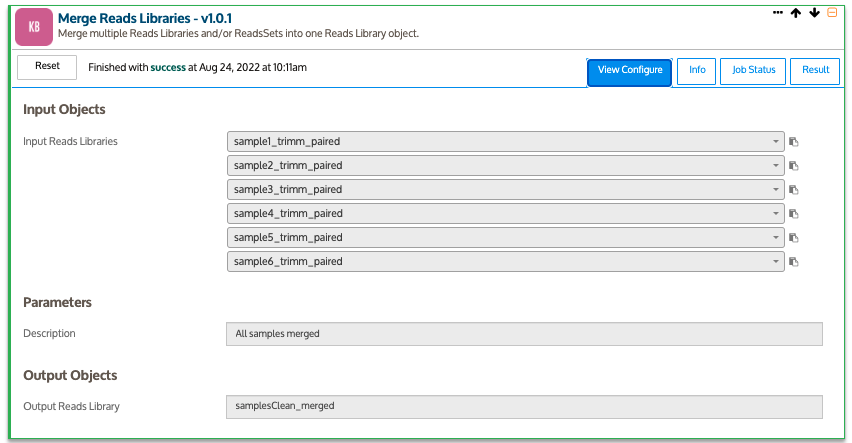 KB
Merge Reads Libraries - v1.0.1
Merge multiple Reads Libraries and/or ReadsSets into one Reads Library object.
Reset
Finished with success at Aug 24, 2022 at 10:11am
View Configure
Info
Job Status
Result
Input Objects
Input Reads Libraries
sample1_trimm_paired
sample2_trimm_paired
sample3_trimm_paired
sample4_trimm_paired
sample5_trimm_paired
sample6_trimm_paired
Parameters
Description
All samples merged
Output Objects
Output Reads Library
samplesClean_merged